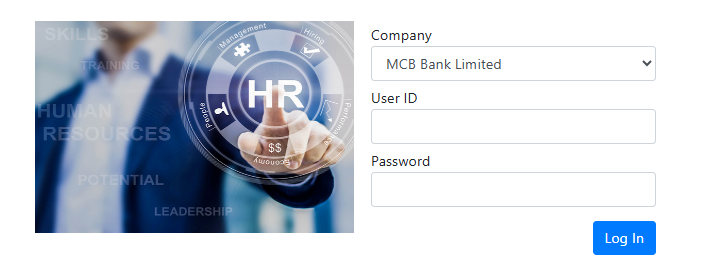 SKILLS
TRAINING
HUMAN
RESOURCES
POTENTIAL
LEADERSHIP
Management
Hiring
People
HR
Performance
$$
Economy
Company
MCB Bank Limited
User ID
Password
Log In